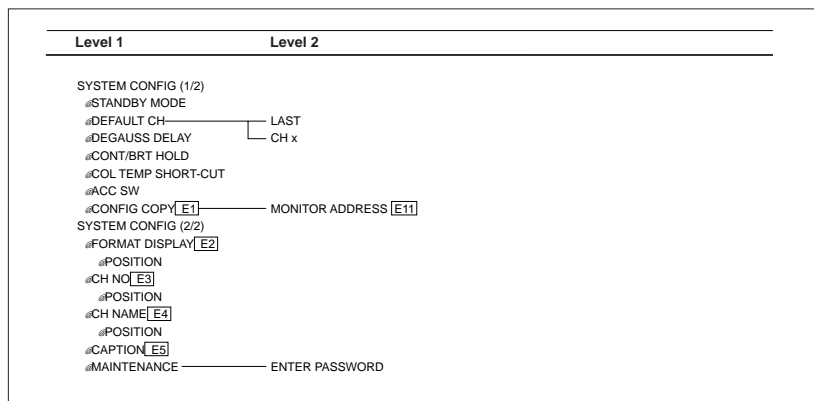 Level 1 Level 2
SYSTEM CONFIG (1/2)
STANDBY MODE
DEFAULT CH LAST
DEGAUSS DELAY CH x
CONT/BRT HOLD
COL TEMP SHORT-CUT
ACC SW
CONFIG COPY E1 MONITOR ADDRESS E11
SYSTEM CONFIG (2/2)
FORMAT DISPLAY E2
POSITION
CH NO E3
POSITION
CH NAME E4
POSITION
CAPTION E5
MAINTENANCE ENTER PASSWORD